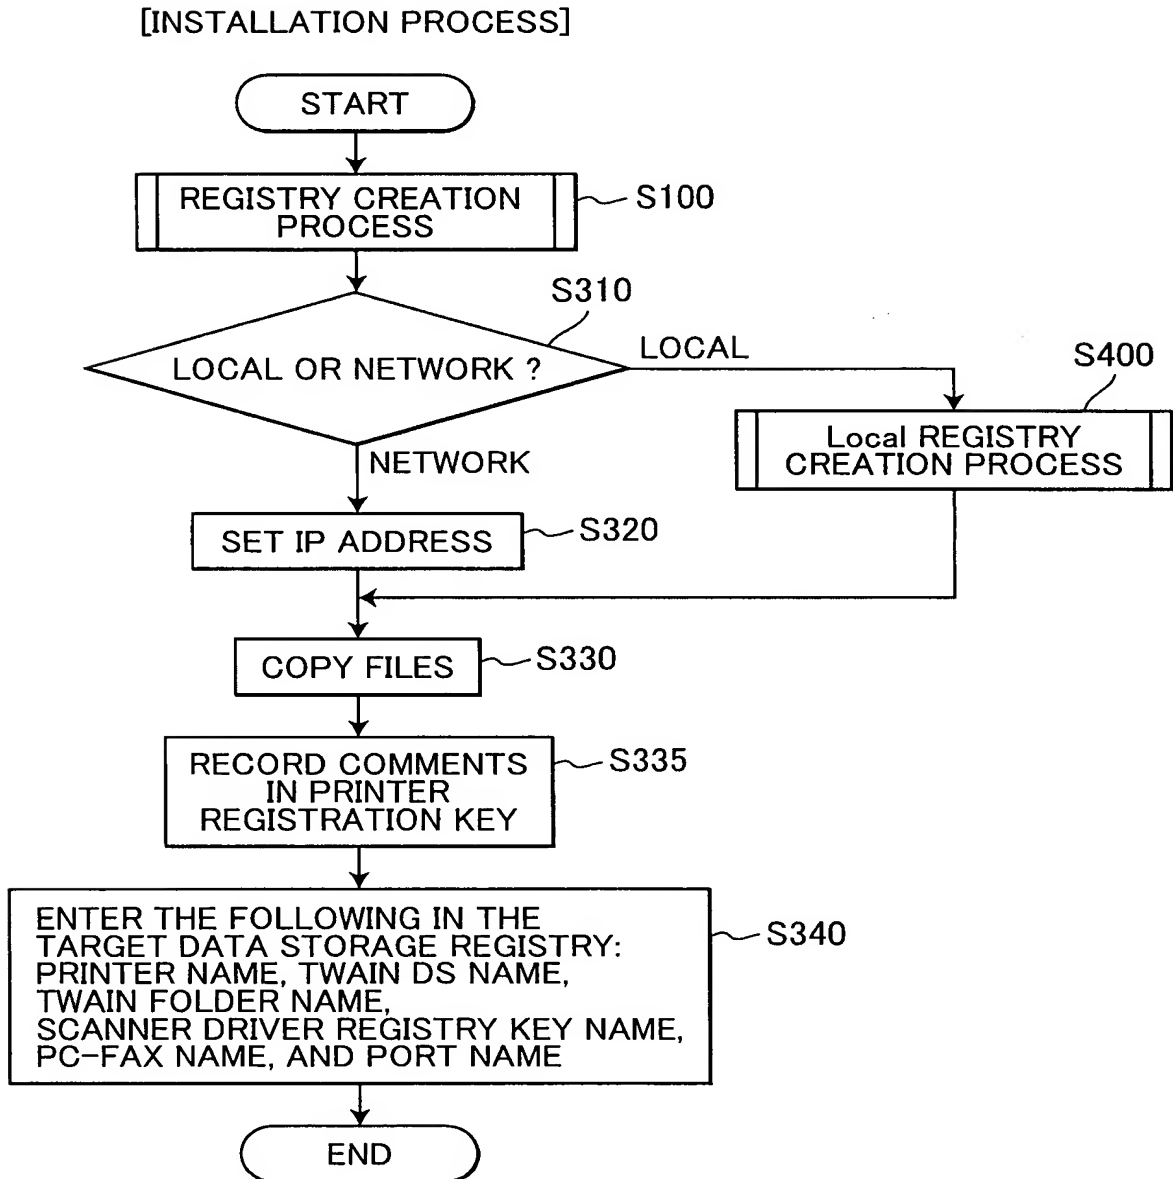 [INSTALLATION PROCESS]
START
REGISTRY CREATION
PROCESS
S100
S310
LOCAL OR NETWORK ?
LOCAL
S400
Local REGISTRY
CREATION PROCESS
NETWORK
SET IP ADDRESS
S320
COPY FILES
S330
RECORD COMMENTS
IN PRINTER
REGISTRATION KEY
S335
ENTER THE FOLLOWING IN THE
TARGET DATA STORAGE REGISTRY:
PRINTER NAME, TWAIN DS NAME,
TWAIN FOLDER NAME,
SCANNER DRIVER REGISTRY KEY NAME,
PC-FAX NAME, AND PORT NAME
S340
END